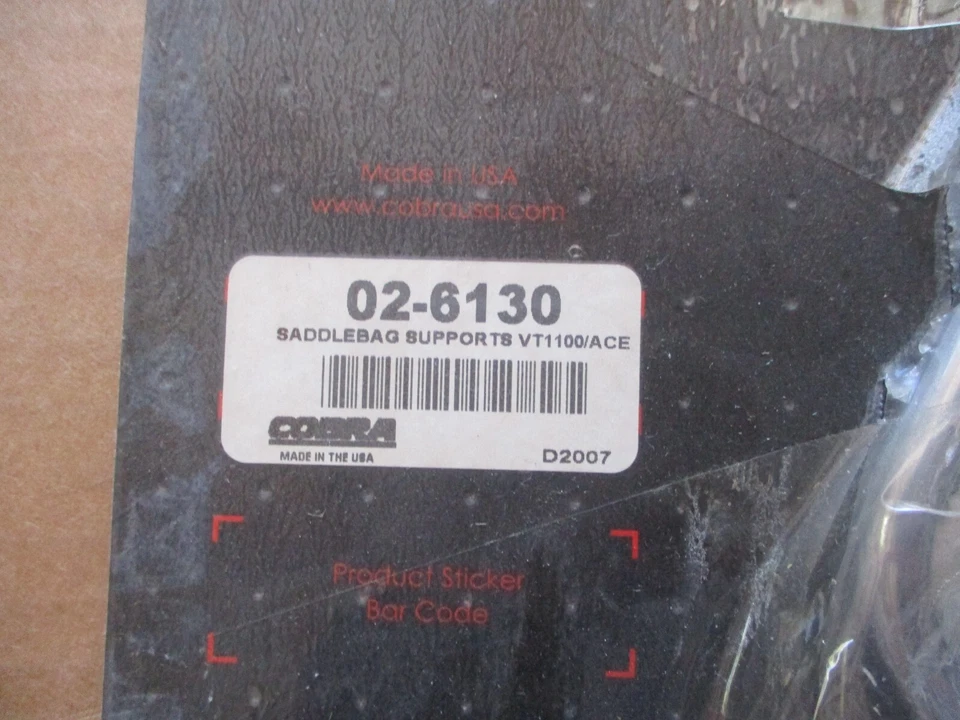 Made in USA
www.cobrausa.com
02-6130
SADDLEBAG SUPPORTS VT1100/ACE
COBRA
MADE IN THE USA
D2007
Product Sticker
Bar Code